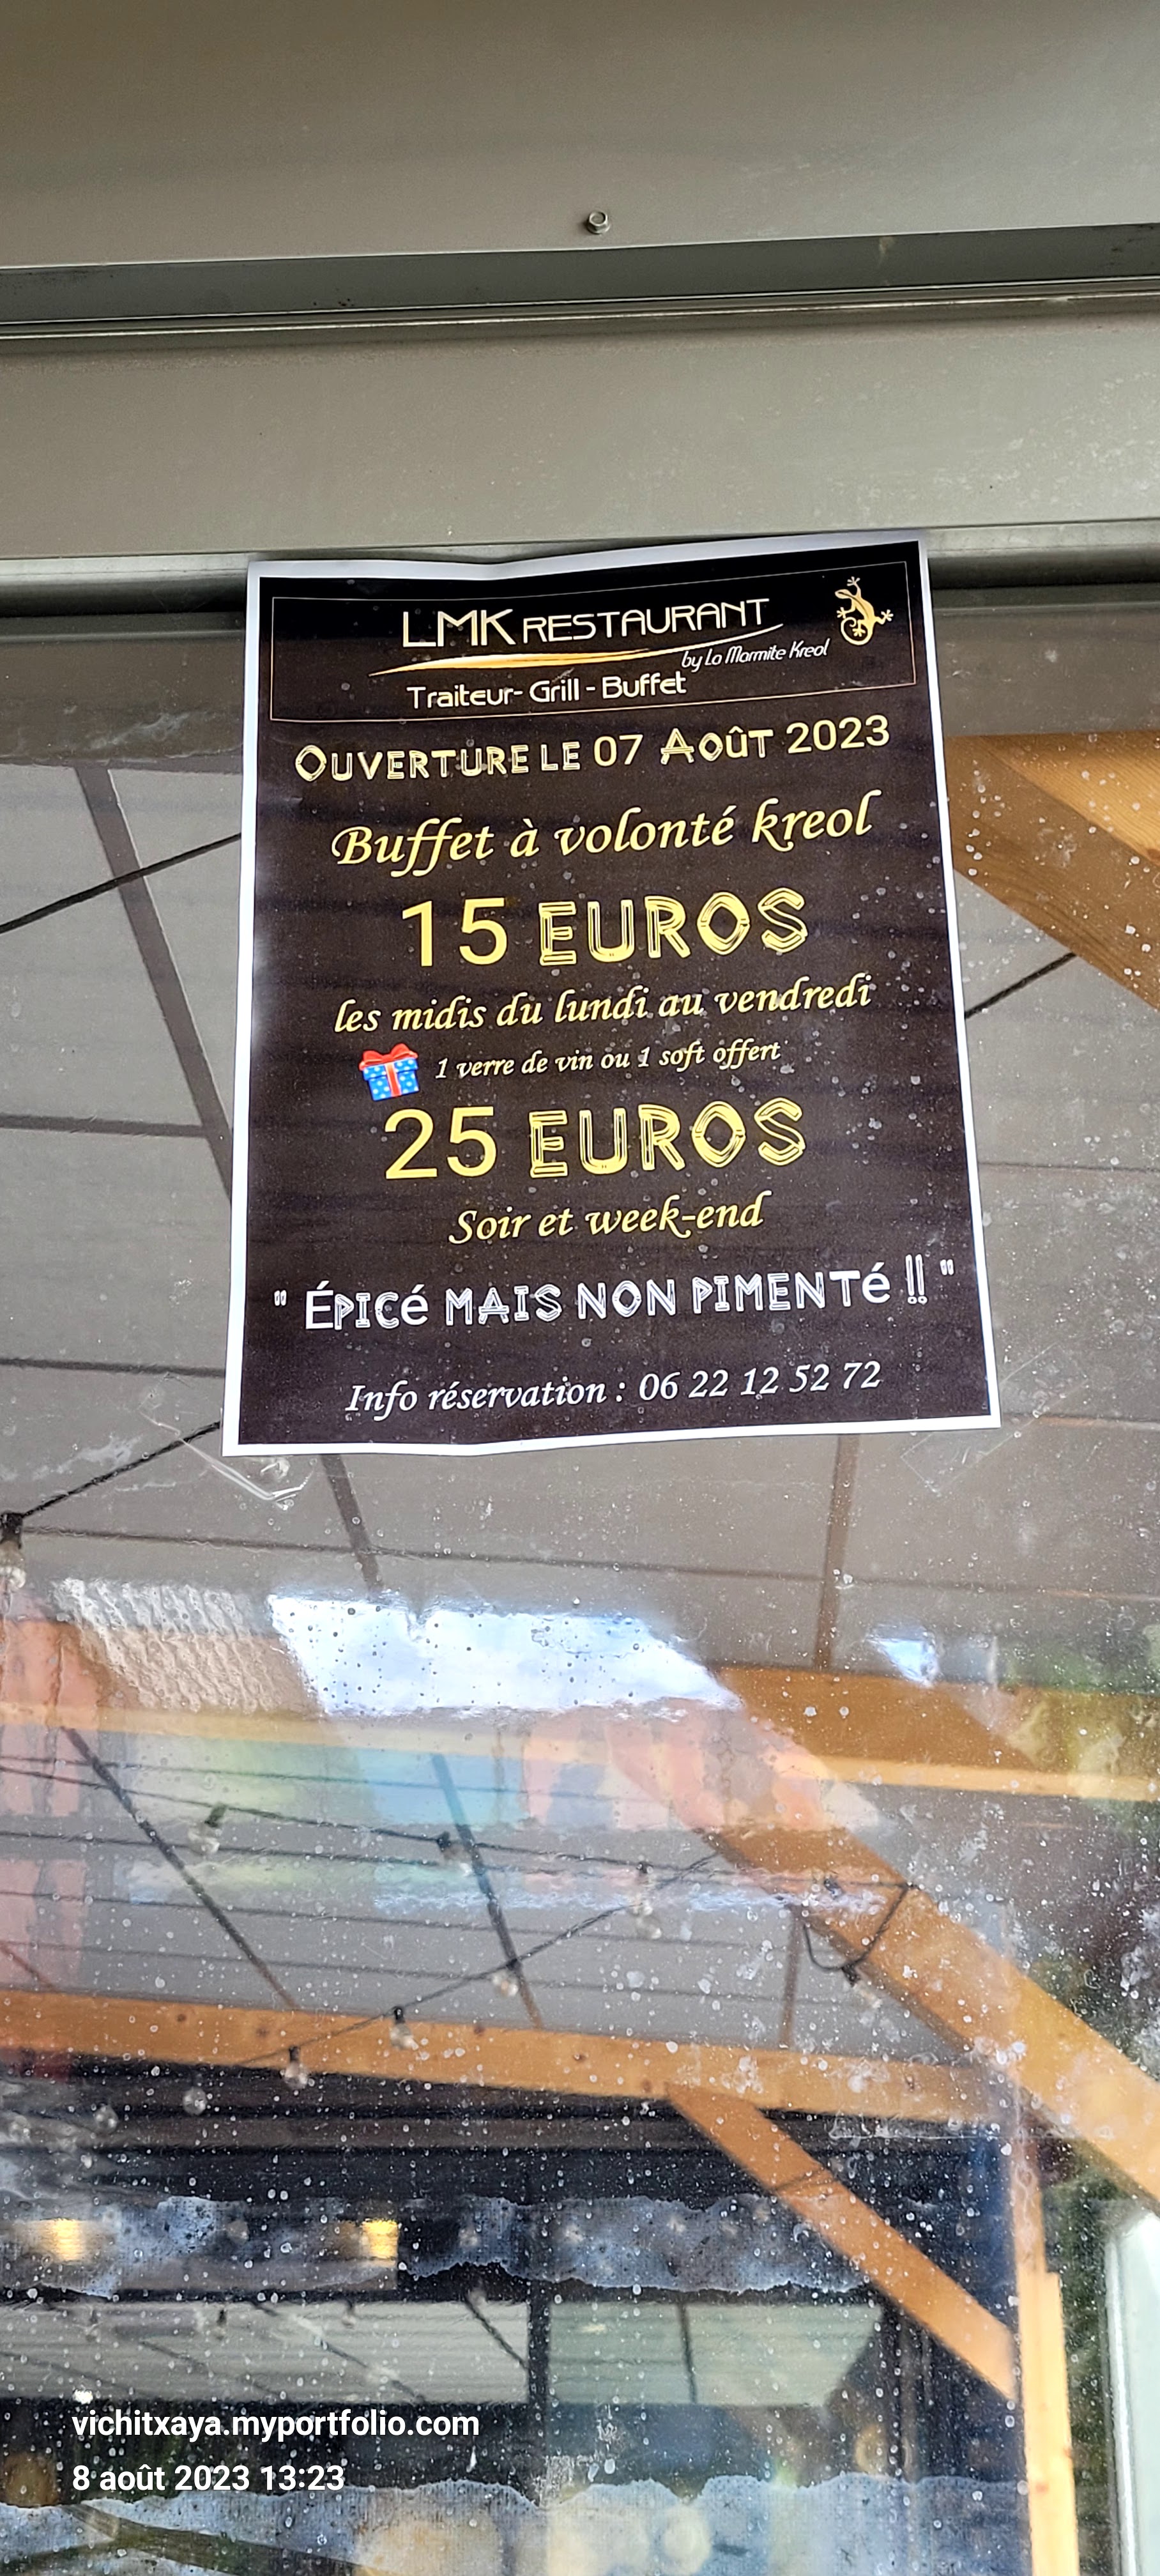 LMK RESTAURANT
by La Marmite Kreol
Traiteur- Grill - Buffet
OUVERTURE LE 07 AOÛT 2023
Buffet à volonté kreol
15 EUROS
les midis du lundi au vendredi
1 verre de vin ou 1 soft offert
25 EUROS
Soir et week-end
" ÉPICÉ MAIS NON PIMENTÉ !! "
Info réservation : 06 22 12 52 72
vichitxaya.myportfolio.com
8 août 2023 13:23